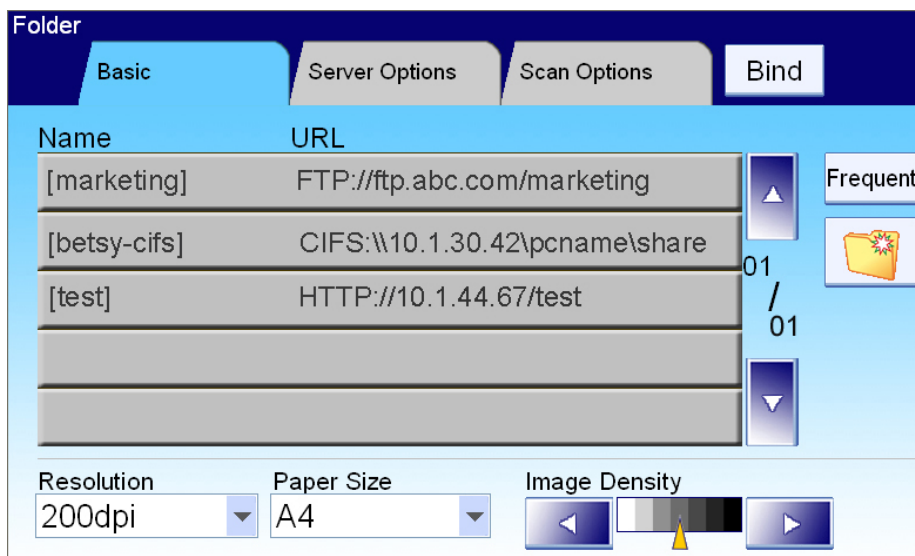 Folder
Basic Server Options Scan Options Bind
Name URL
[marketing] FTP://ftp.abc.com/marketing
Frequent
[betsy-cifs] CIFS:\\10.1.30.42\pcname\share
01
[test] HTTP://10.1.44.67/test
/
01
Resolution Paper Size Image Density
200dpi A4